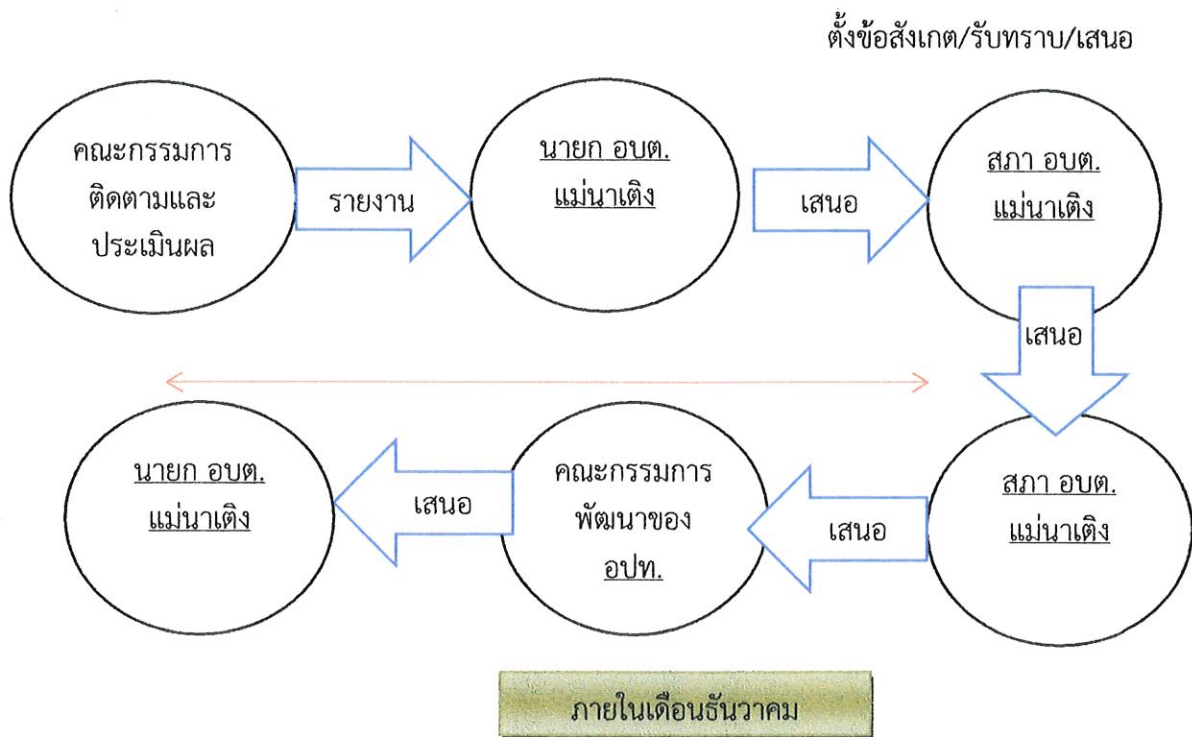 ตั้งข้อสังเกต/รับทราบ/เสนอ
คณะกรรมการ
ติดตามและ
ประเมินผล
รายงาน
นายก อบต.
แม่นาเติง
เสนอ
สภา อบต.
แม่นาเติง
เสนอ
สภา อบต.
แม่นาเติง
เสนอ
คณะกรรมการ
พัฒนาของ
อปท.
เสนอ
นายก อบต.
แม่นาเติง
ภายในเดือนธันวาคม